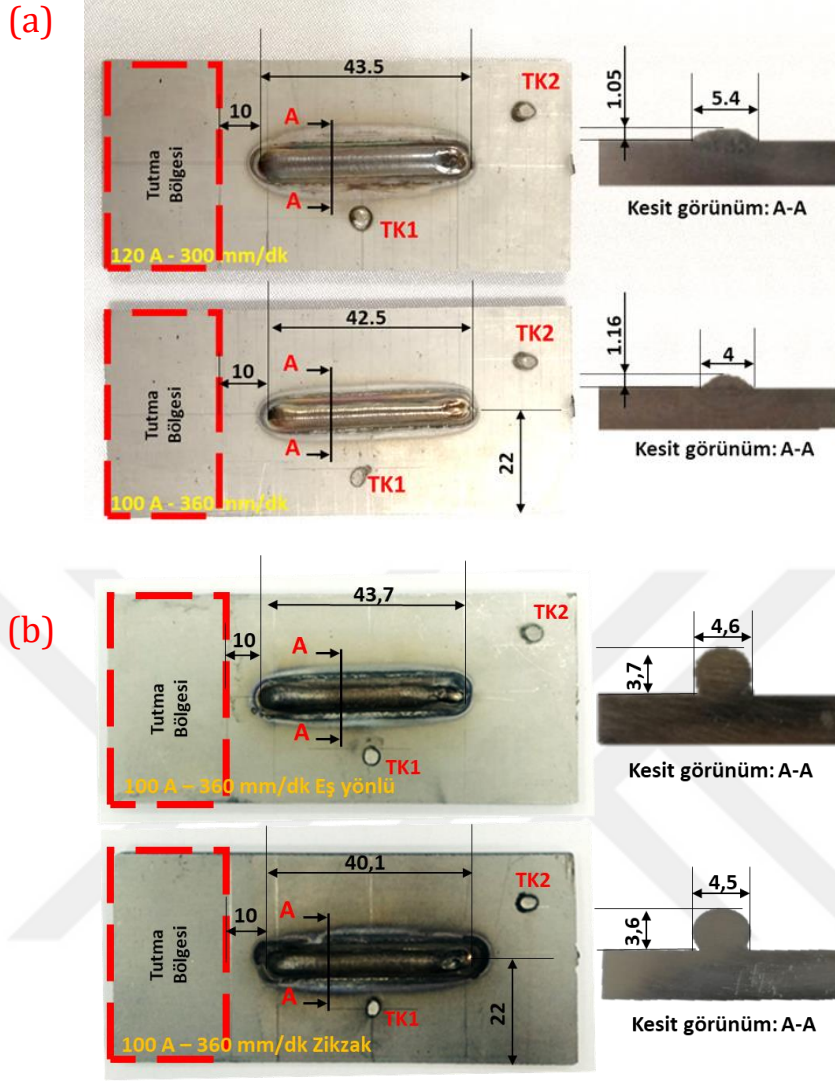 (a)
43.5
TK2
10
A
A
TK1
Tutma
Bölgesi
120 A - 300 mm/dk
1.05
5.4
Kesit görünüm: A-A
42.5
TK2
10
A
A
TK1
Tutma
Bölgesi
22
100 A - 360 mm/dk
1.16
4
Kesit görünüm: A-A
(b)
43,7
TK2
10
A
A
TK1
Tutma
Bölgesi
100 A – 360 mm/dk Eş yönlü
4,6
3,7
Kesit görünüm: A-A
40,1
TK2
10
A
A
TK1
Tutma
Bölgesi
22
100 A – 360 mm/dk Zikzak
4,5
3,6
Kesit görünüm: A-A